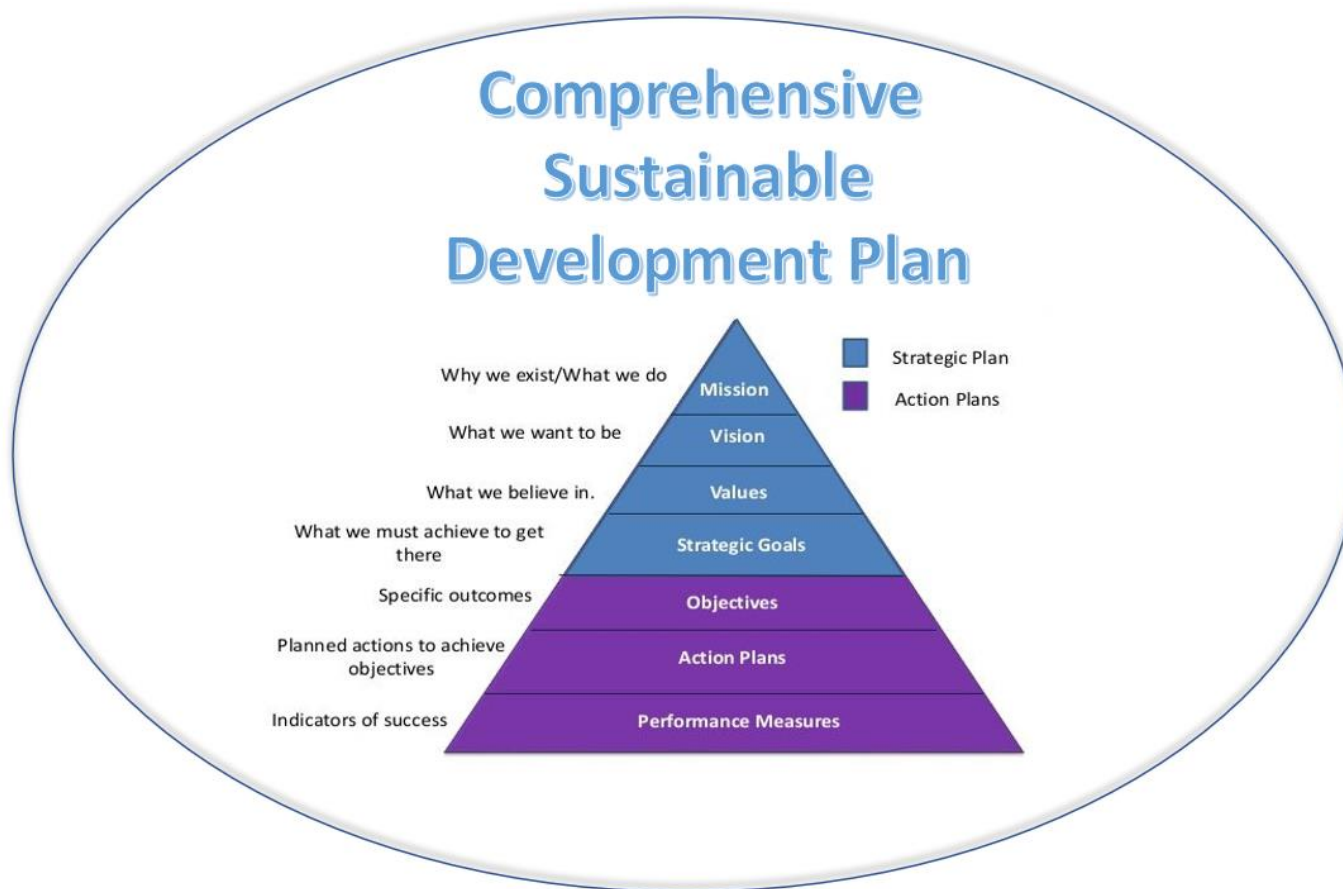 Comprehensive
Sustainable
Development Plan
Strategic Plan
Action Plans
Why we exist/What we do
Mission
What we want to be
Vision
What we believe in.
Values
What we must achieve to get
there
Strategic Goals
Specific outcomes
Objectives
Planned actions to achieve
objectives
Action Plans
Indicators of success
Performance Measures